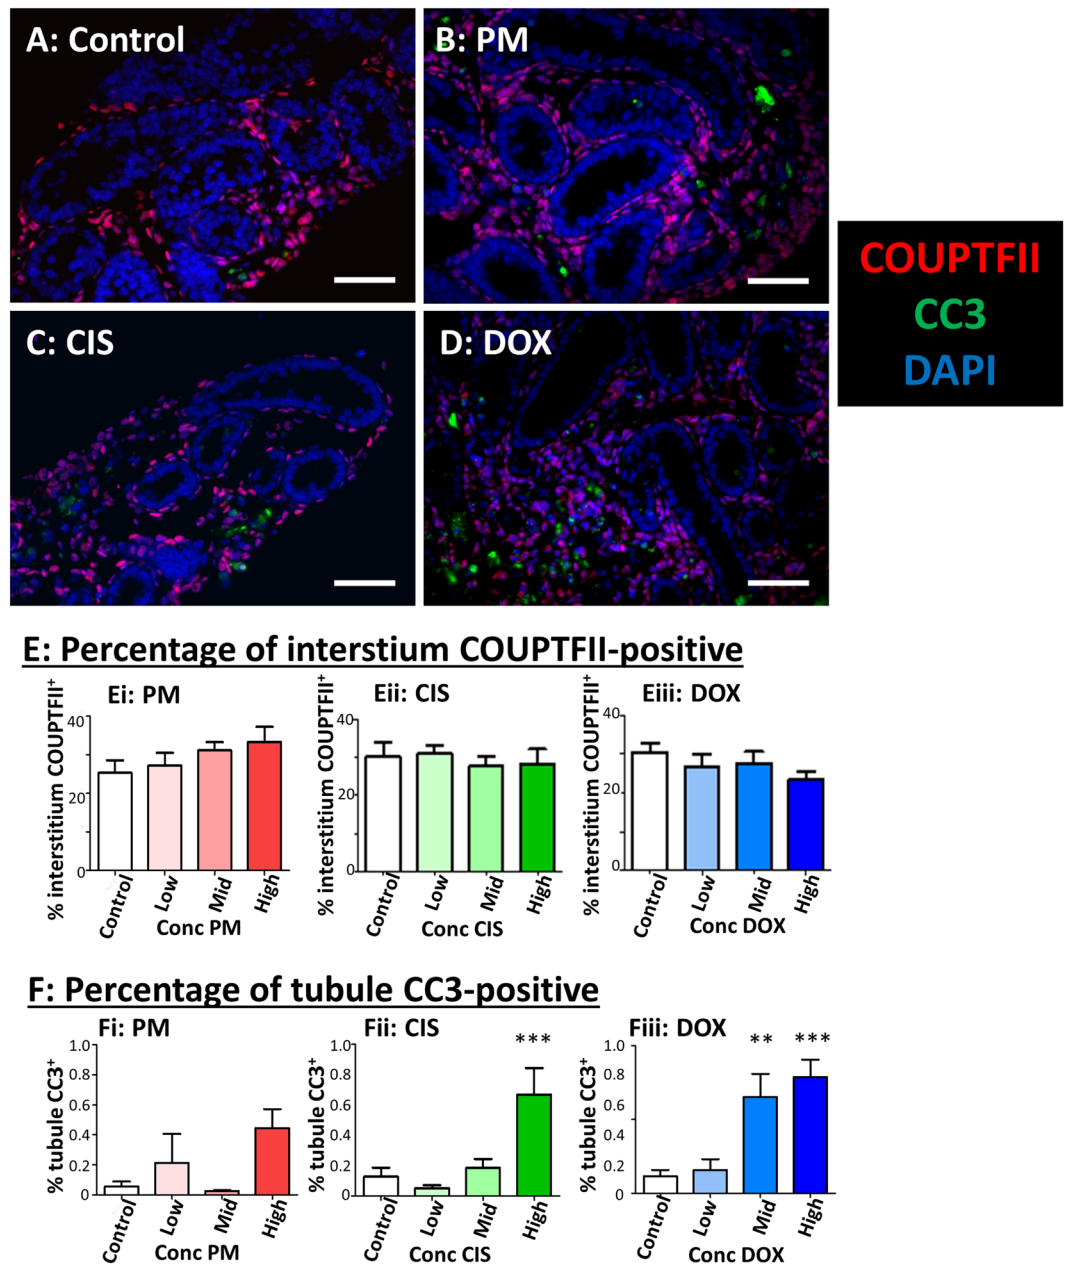 A: Control
B: PM
C: CIS
D: DOX
COUPTFII
CC3
DAPI
E: Percentage of interstium COUPTFII-positive
Ei: PM
% interstitium COUPTFII+
40
20
0
Control
Low
Mid
High
Conc PM
Eii: CIS
% interstitium COUPTFII+
40
20
0
Control
Low
Mid
High
Conc CIS
Eiii: DOX
% interstitium COUPTFII+
40
20
0
Control
Low
Mid
High
Conc DOX
F: Percentage of tubule CC3-positive
Fi: PM
% tubule CC3+
1.0
0.8
0.6
0.4
0.2
0
Control
Low
Mid
High
Conc PM
Fii: CIS
% tubule CC3+
1.0
0.8
0.6
0.4
0.2
0
***
Control
Low
Mid
High
Conc CIS
Fiii: DOX
% tubule CC3+
1.0
0.8
0.6
0.4
0.2
0
** ***
Control
Low
Mid
High
Conc DOX